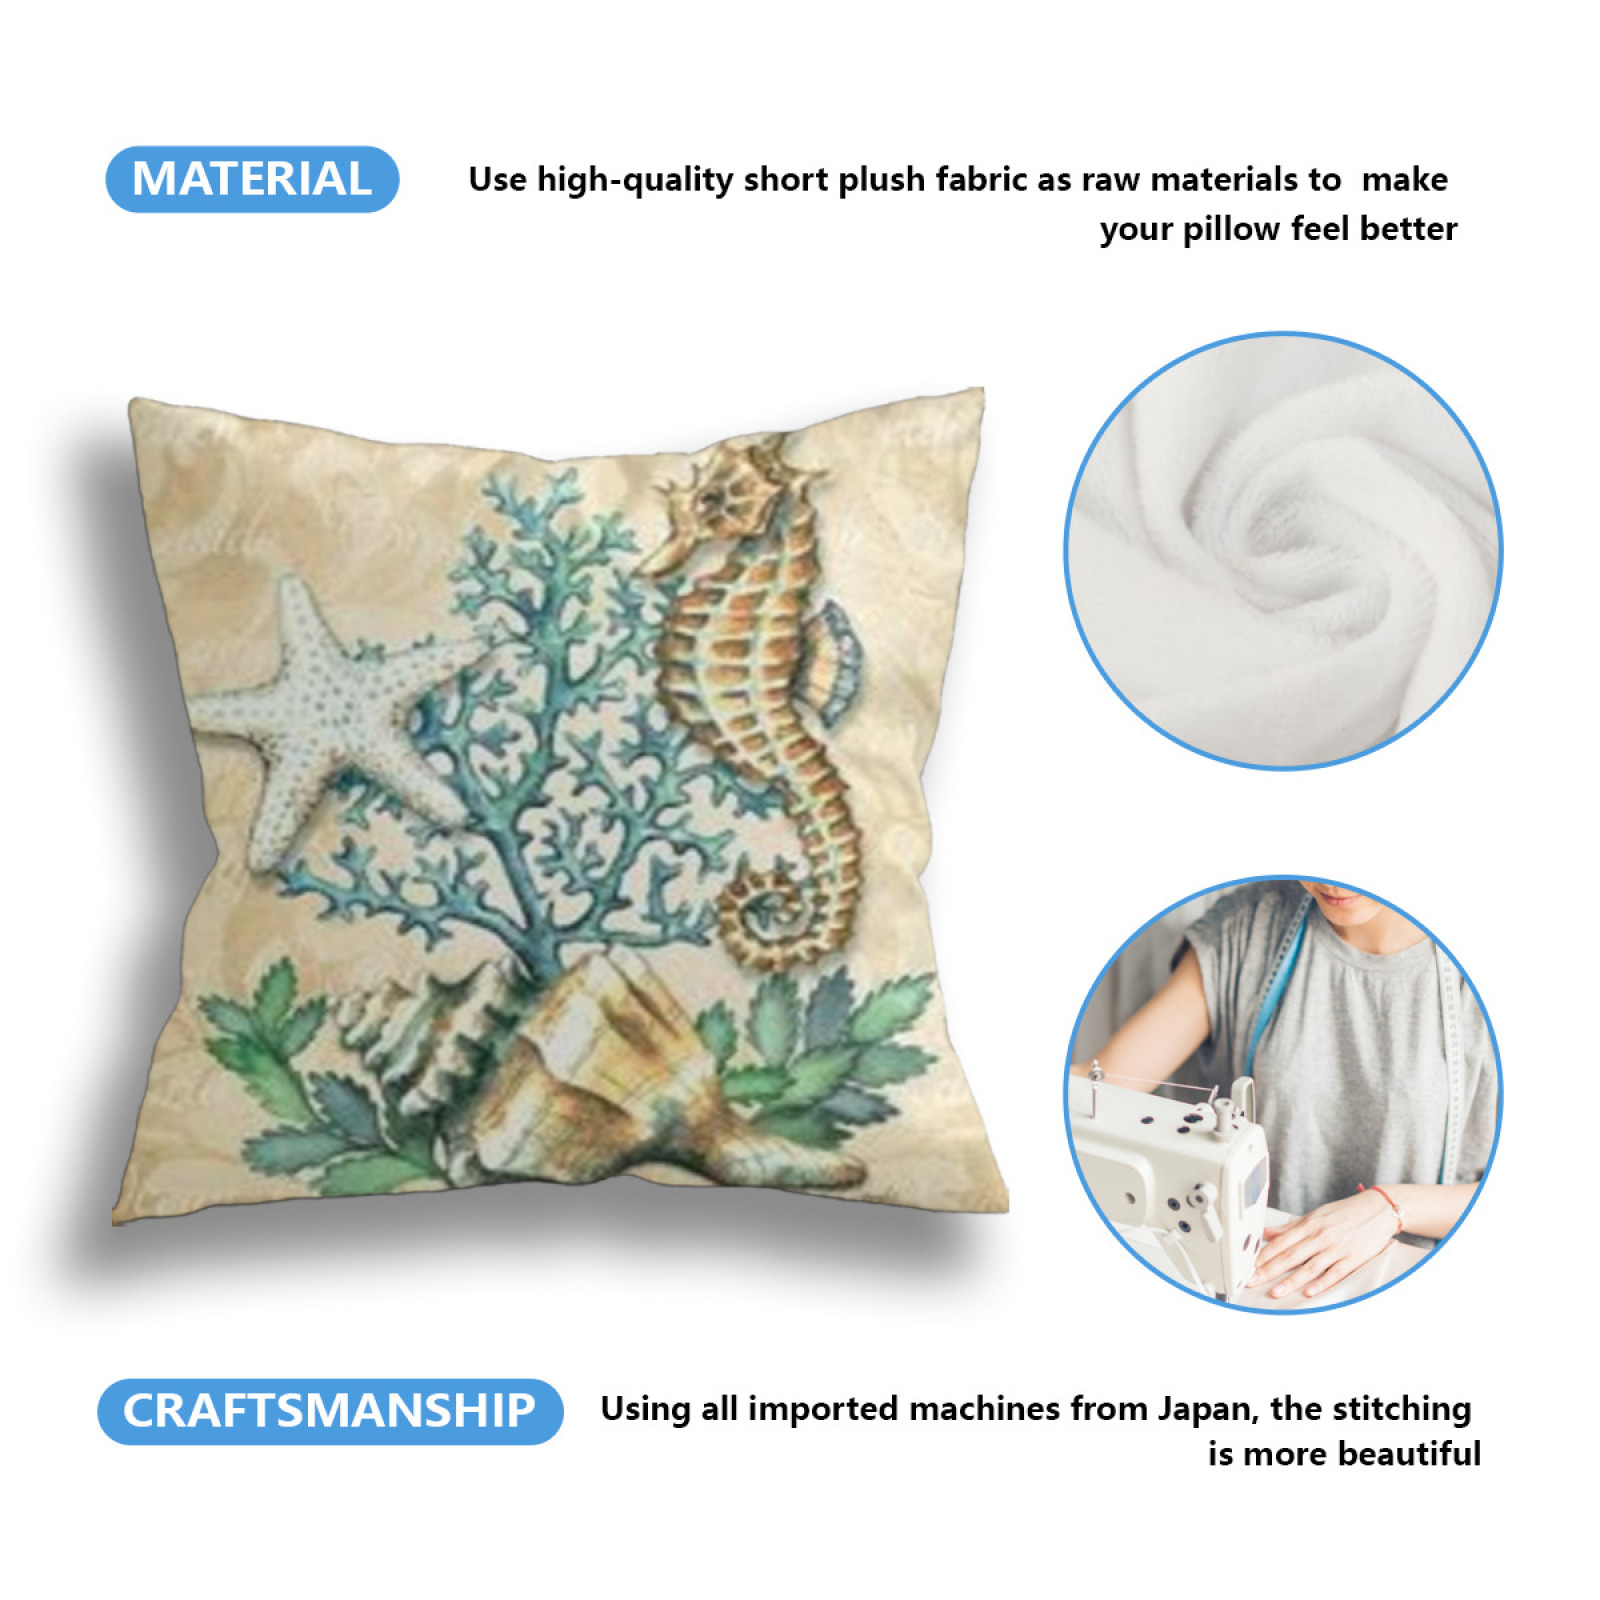 MATERIAL
Use high-quality short plush fabric as raw materials to  make
your pillow feel better
CRAFTSMANSHIP
Using all imported machines from Japan, the stitching
is more beautiful